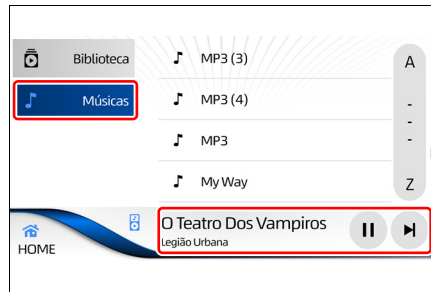 Biblioteca
Músicas
MP3 (3)
MP3 (4)
MP3
My Way
A
-
-
-
Z
O Teatro Dos Vampiros
Legião Urbana
HOME